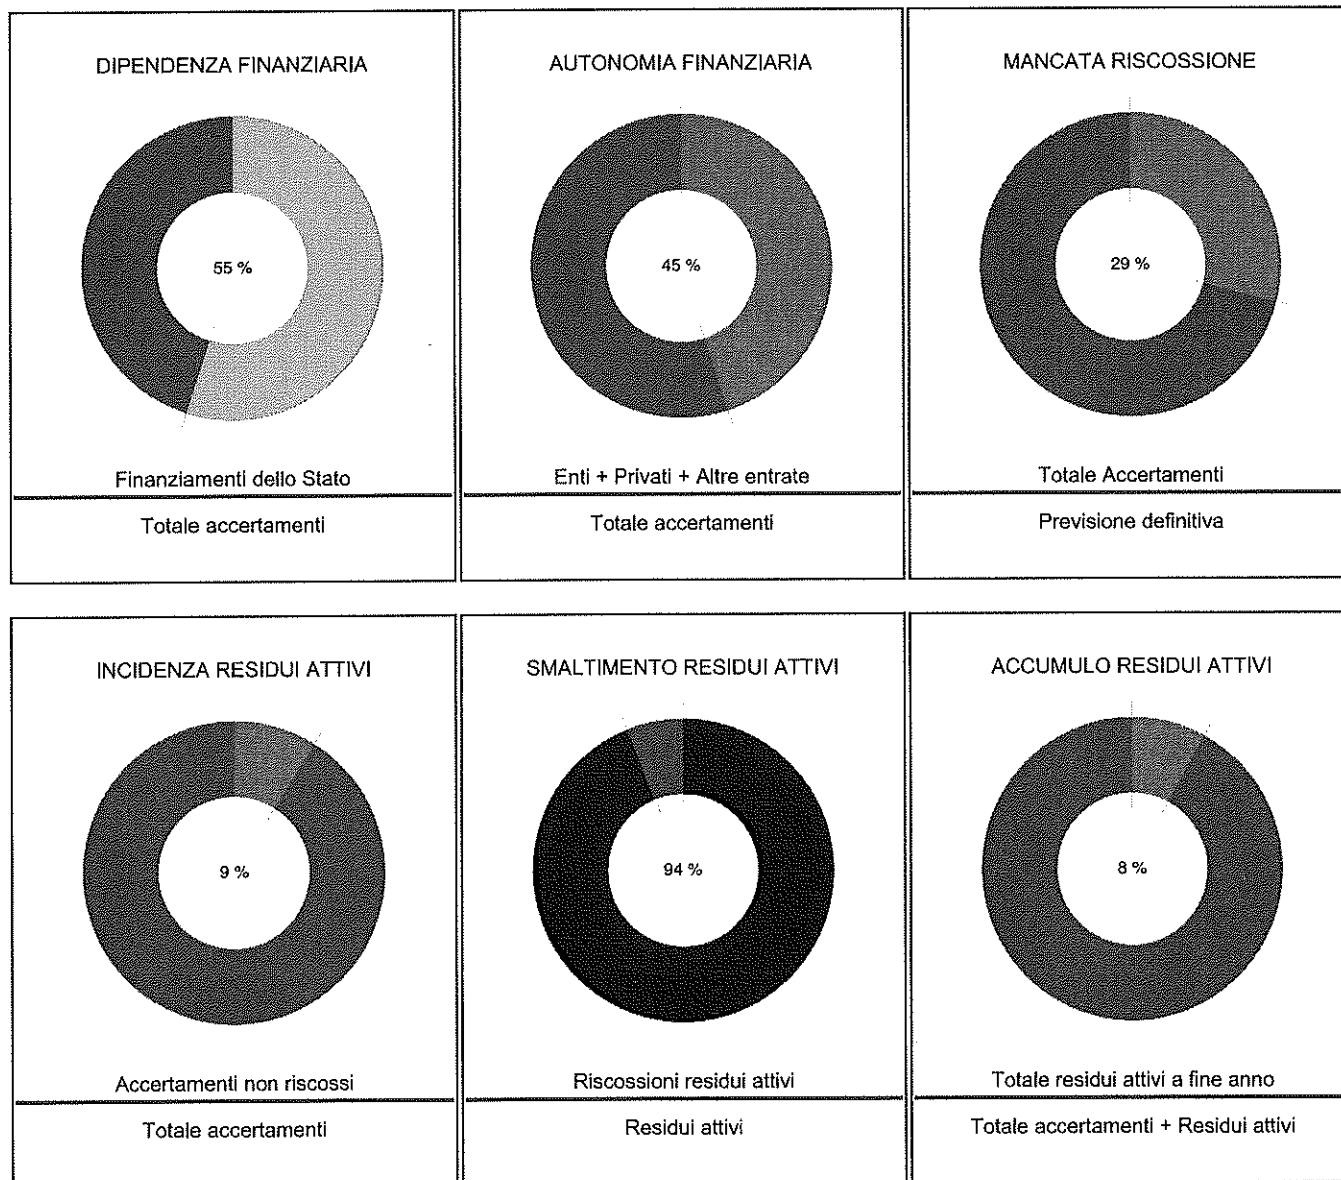 DIPENDENZA FINANZIARIA
55 %
Finanziamenti dello Stato
Totale accertamenti
AUTONOMIA FINANZIARIA
45 %
Enti + Privati + Altre entrate
Totale accertamenti
MANCATA RISCOSSIONE
29 %
Totale Accertamenti
Previsione definitiva
INCIDENZA RESIDUI ATTIVI
9 %
Accertamenti non riscossi
Totale accertamenti
SMALTIMENTO RESIDUI ATTIVI
94 %
Riscossioni residui attivi
Residui attivi
ACCUMULO RESIDUI ATTIVI
8 %
Totale residui attivi a fine anno
Totale accertamenti + Residui attivi